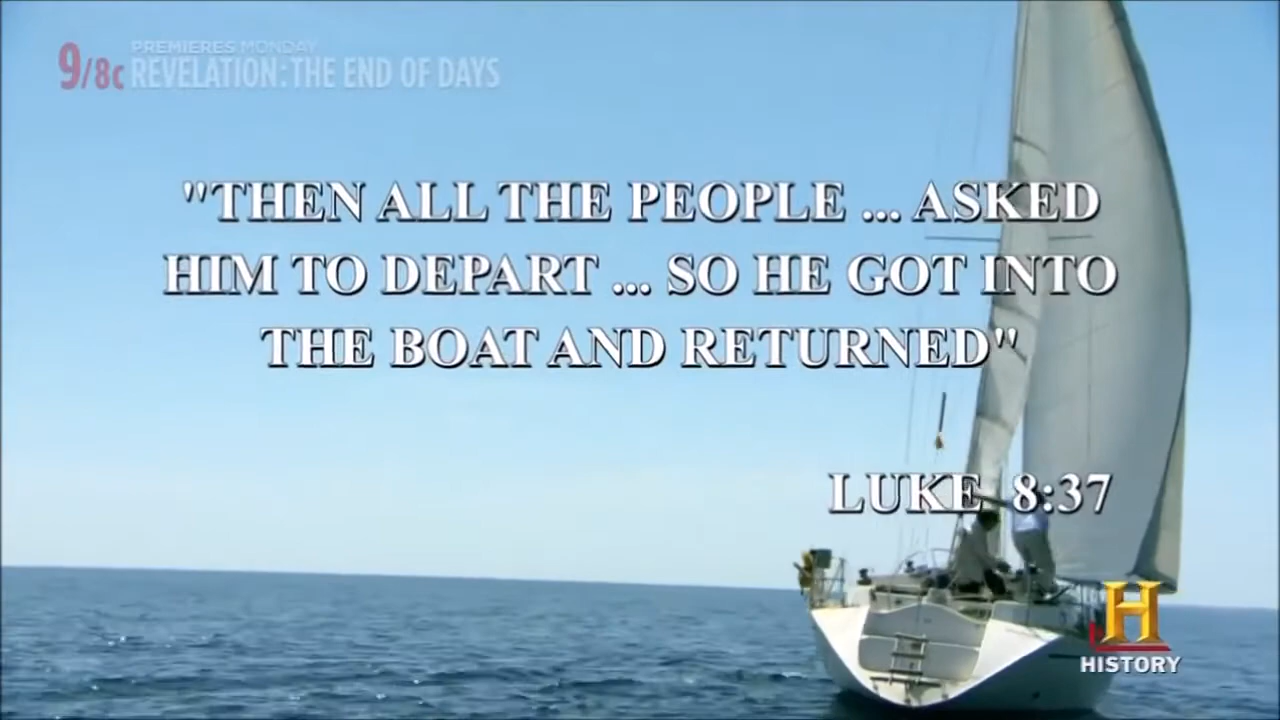 PREMIERES MONDAY
9/8c REVELATION: THE END OF DAYS
"THEN ALL THE PEOPLE ... ASKED
HIM TO DEPART ... SO HE GOT INTO
THE BOAT AND RETURNED"
LUKE 8:37
H
HISTORY